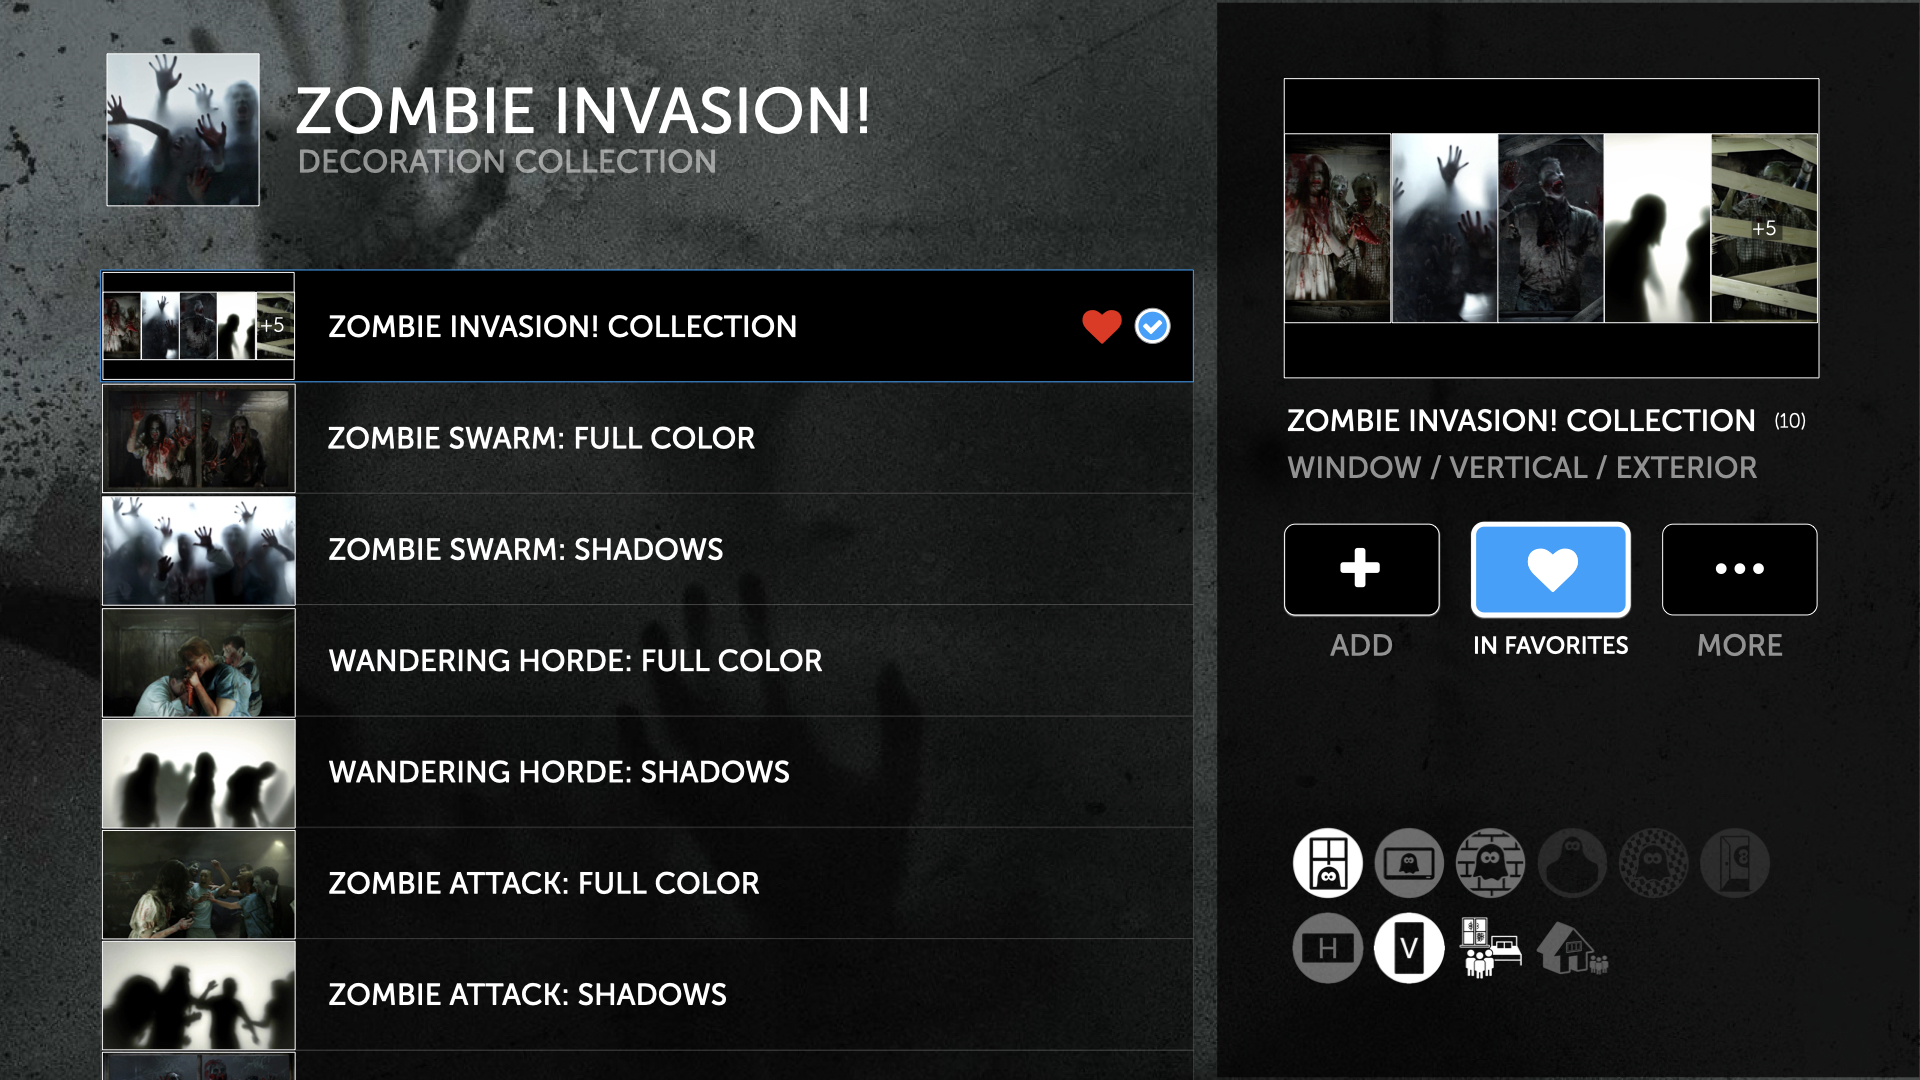 ZOMBIE INVASION!
DECORATION COLLECTION
+5
ZOMBIE INVASION! COLLECTION
ZOMBIE SWARM: FULL COLOR
ZOMBIE SWARM: SHADOWS
WANDERING HORDE: FULL COLOR
WANDERING HORDE: SHADOWS
ZOMBIE ATTACK: FULL COLOR
ZOMBIE ATTACK: SHADOWS
+5
ZOMBIE INVASION! COLLECTION (10)
WINDOW / VERTICAL / EXTERIOR
ADD
IN FAVORITES
MORE
H
V